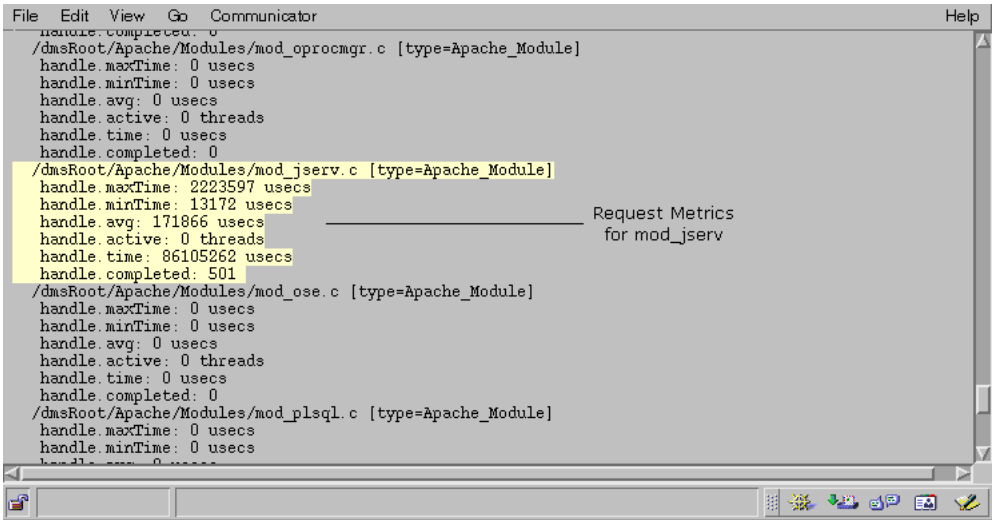 File Edit View Go Communicator Help
handle.completed: 0
/dmsRoot/Apache/Modules/mod_oprocmgr.c [type=Apache_Module]
handle.maxTime: 0 usecs
handle.minTime: 0 usecs
handle.avg: 0 usecs
handle.active: 0 threads
handle.time: 0 usecs
handle.completed: 0
/dmsRoot/Apache/Modules/mod_jserv.c [type=Apache_Module]
handle.maxTime: 2223597 usecs
handle.minTime: 13172 usecs
handle.avg: 171866 usecs
handle.active: 0 threads
handle.time: 86105262 usecs
handle.completed: 501
Request Metrics
for mod_jserv
/dmsRoot/Apache/Modules/mod_ose.c [type=Apache_Module]
handle.maxTime: 0 usecs
handle.minTime: 0 usecs
handle.avg: 0 usecs
handle.active: 0 threads
handle.time: 0 usecs
handle.completed: 0
/dmsRoot/Apache/Modules/mod_plsql.c [type=Apache_Module]
handle.maxTime: 0 usecs
handle.minTime: 0 usecs